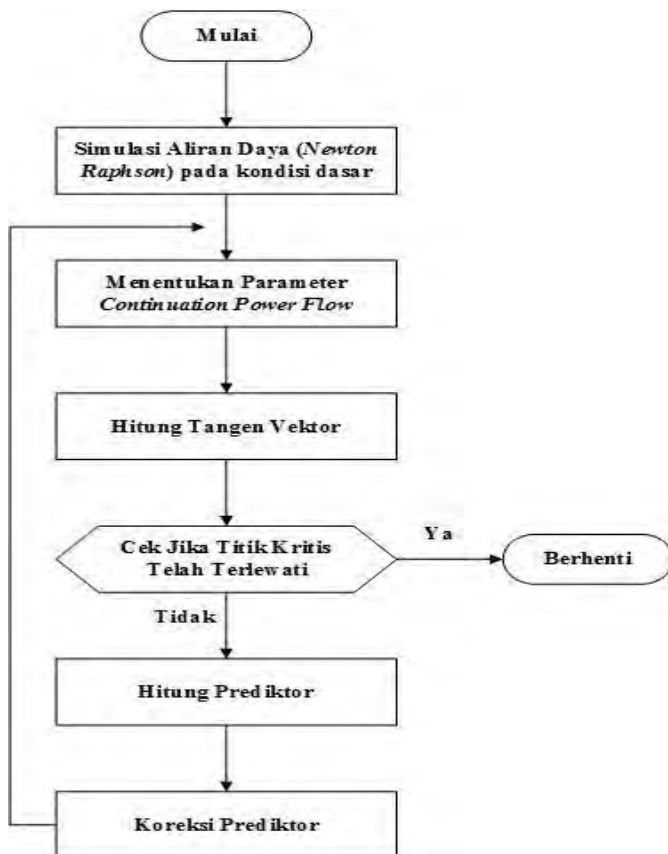 Mulai
Simulasi Aliran Daya (Newton
Raphson) pada kondisi dasar
Menentukan Parameter
Continuation Power Flow
Hitung Tangen Vektor
Cek Jika Titik Kritis
Telah Terlewati
Ya
Berhenti
Tidak
Hitung Prediktor
Koreksi Prediktor